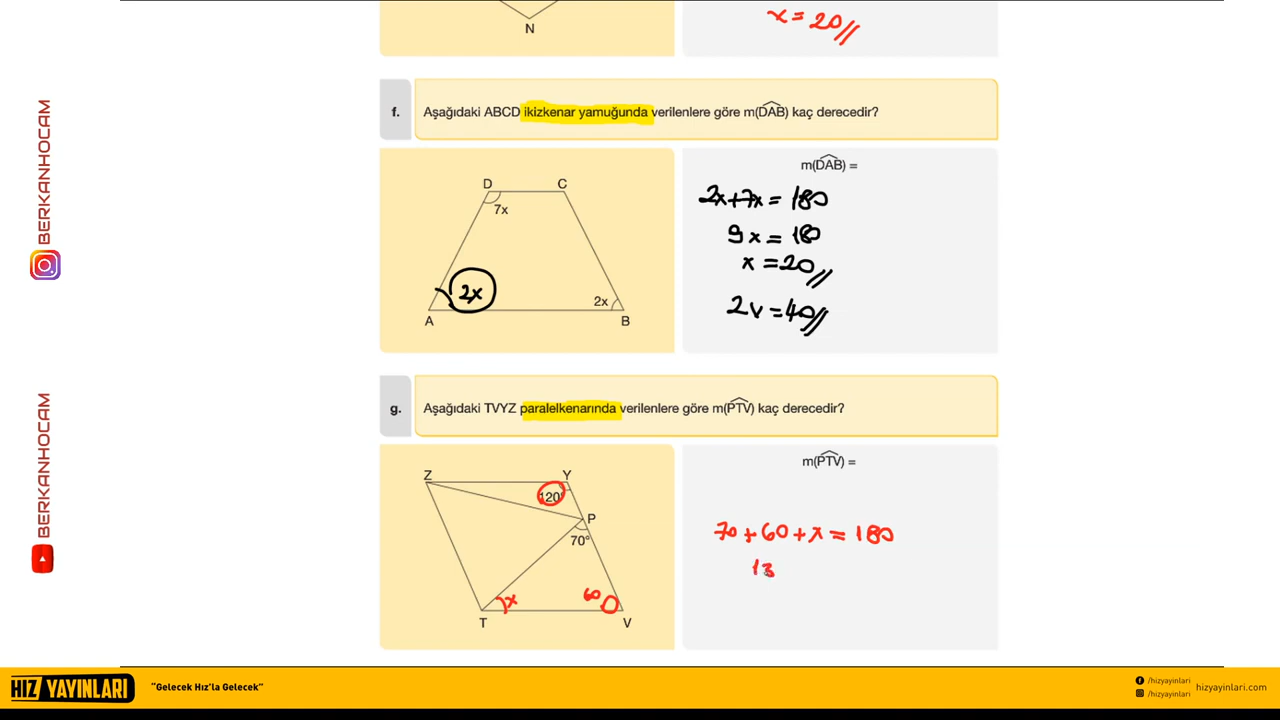 N
x = 20//
f.
Aşağıdaki ABCD ikizkenar yamuğunda verilenlere göre m(DAB) kaç derecedir?
D
C
7x
2x
2x
A
B
m(DAB) =
2x+7x = 180
9x = 180
x = 20//
2x = 40//
g.
Aşağıdaki TVYZ paralelkenarında verilenlere göre m(PTV) kaç derecedir?
Z
Y
120°
P
70°
x
60
T
V
m(PTV) =
70 + 60 + x = 180
13
BERKANHOCAM
BERKANHOCAM
HIZ YAYINLARI
"Gelecek Hız'la Gelecek"
/hizyayinlari
/hizyayinlari
hizyayinlari.com